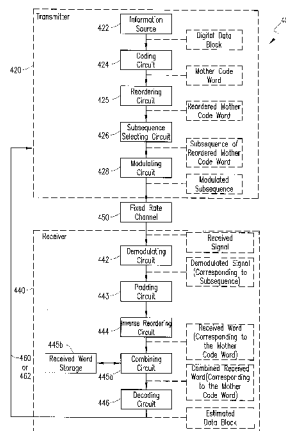 Transmitter
422
Information
Source
Digital Data
Block
420
424
Coding
Circuit
Mother Code
Word
425
Reordering
Circuit
Reordered Mother
Code Word
426
Subsequence
Selecting Circuit
Subsequence of
Reordered Mother
Code Word
428
Modulating
Circuit
Modulated
Subsequence
450
Fixed Rate
Channel
Receiver
Received
Signal
442
Demodulating
Circuit
Demodulated Signal
(Corresponding to
Subsequence)
440
443
Padding
Circuit
444
Inverse Reordering
Circuit
Received Word
(Corresponding to
the Mother
Code Word)
445b
460
or
462
Received Word
Storage
Combining
Circuit
445a
Combined Received
Word(Corresponding
to the Mother
Code Word)
446
Decoding
Circuit
Estimated
Data Block